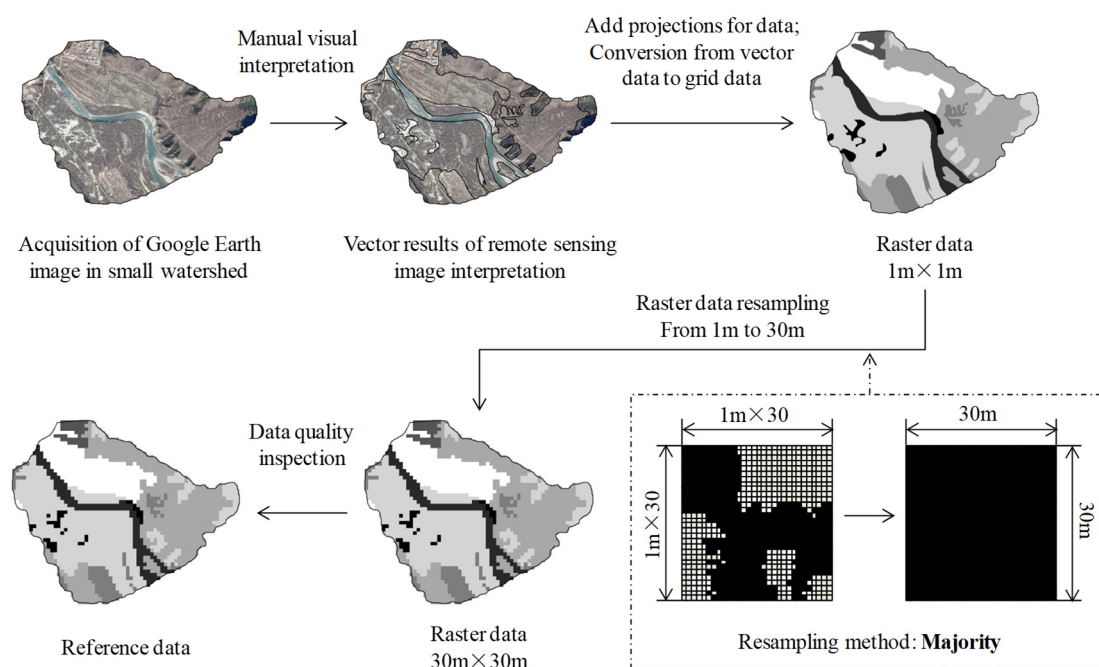 Manual visual
interpretation
Add projections for data;
Conversion from vector
data to grid data
Acquisition of Google Earth
image in small watershed
Vector results of remote sensing
image interpretation
Raster data
1m×1m
Raster data resampling
From 1m to 30m
Data quality
inspection
Reference data
Raster data
30m×30m
1m×30
1m×30
30m
30m
Resampling method: Majority